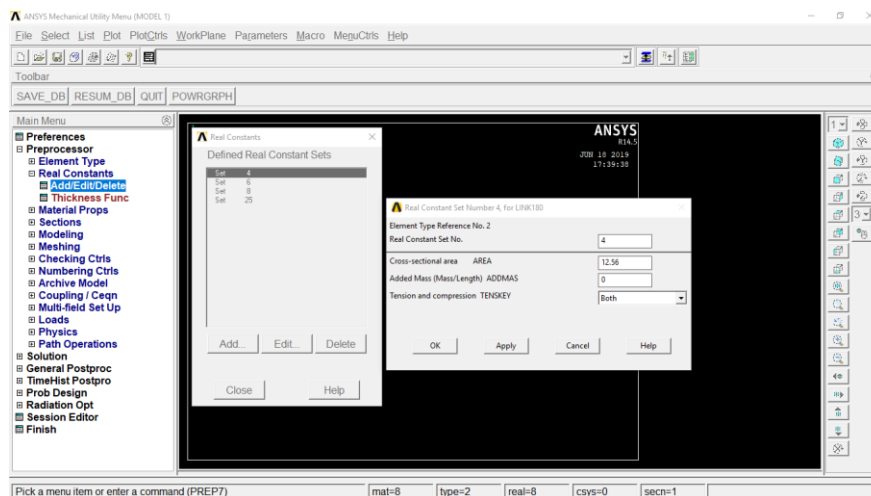 ANSYS Mechanical Utility Menu (MODEL 1)
File Select List Plot PlotCtrls WorkPlane Parameters Macro MenuCtrls Help
Toolbar
SAVE_DB RESUM_DB QUIT POWRGRPH
Main Menu
Preferences
Preprocessor
Element Type
Real Constants
Add/Edit/Delete
Thickness Func
Material Props
Sections
Modeling
Meshing
Checking Ctrls
Numbering Ctrls
Archive Model
Coupling / Ceqn
Multi-field Set Up
Loads
Physics
Path Operations
Solution
General Postproc
TimeHist Postpro
Prob Design
Radiation Opt
Session Editor
Finish
Real Constants
Defined Real Constant Sets
Set 4
Set 6
Set 8
Set 25
Add... Edit... Delete
Close Help
ANSYS
R14.5
JUN 18 2019
17:39:38
Real Constant Set Number 4, for LINK180
Element Type Reference No. 2
Real Constant Set No. 4
Cross-sectional area AREA 12.56
Added Mass (Mass/Length) ADDMAS 0
Tension and compression TENSKEY Both
OK Apply Cancel Help
1
3
Pick a menu item or enter a command (PREP7) mat=8 type=2 real=8 csys=0 secn=1